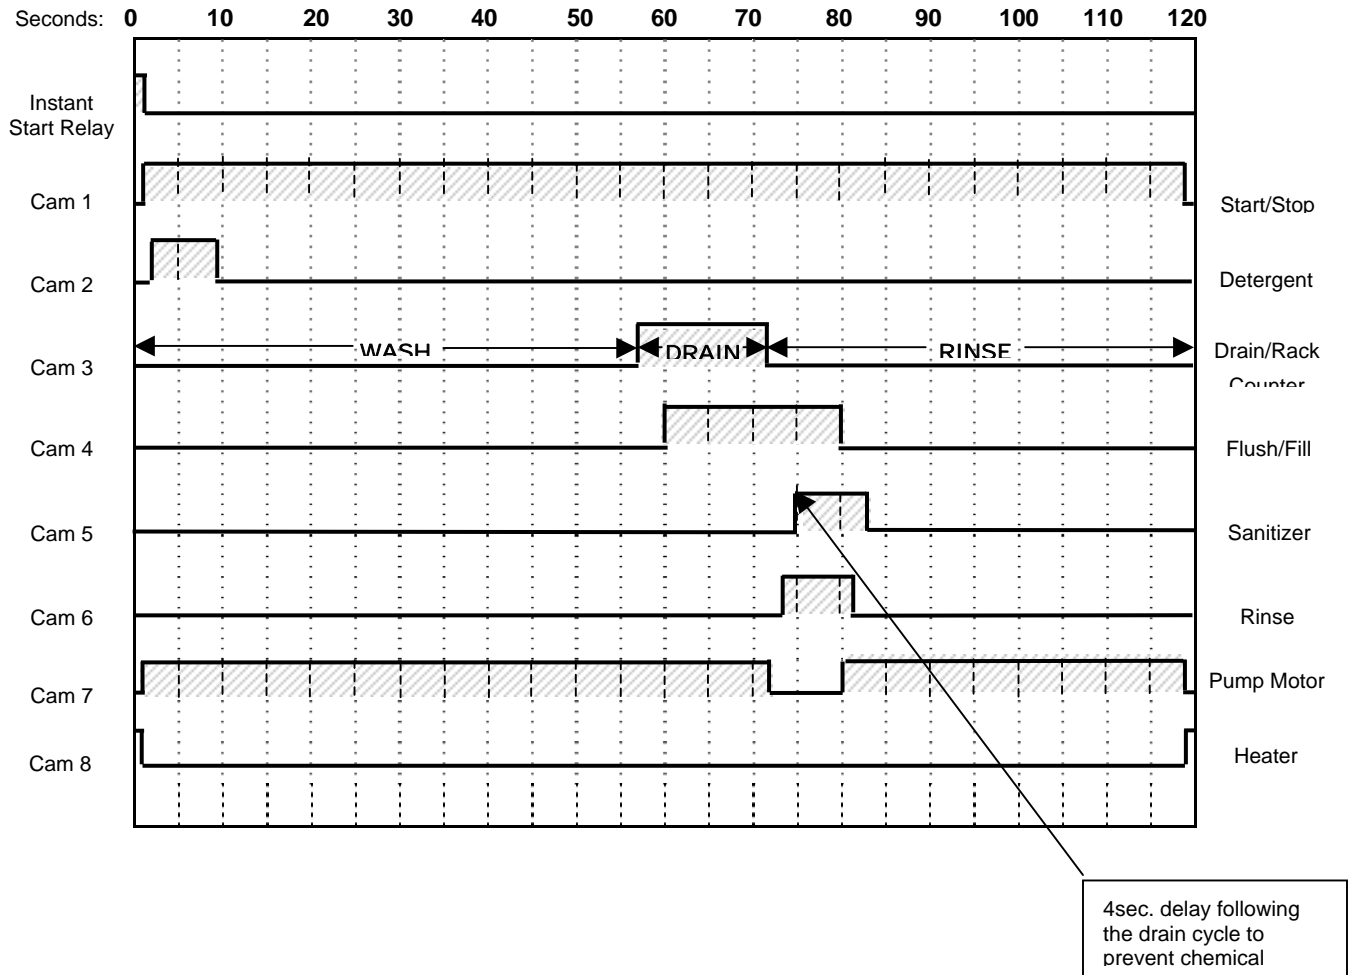 Seconds: 0 10 20 30 40 50 60 70 80 90 100 110 120
Instant
Start Relay
Cam 1
Start/Stop
Cam 2
Detergent
Cam 3
WASH
DRAIN
RINSE
Drain/Rack
Counter
Cam 4
Flush/Fill
Cam 5
Sanitizer
Cam 6
Rinse
Cam 7
Pump Motor
Cam 8
Heater
4sec. delay following
the drain cycle to
prevent chemical